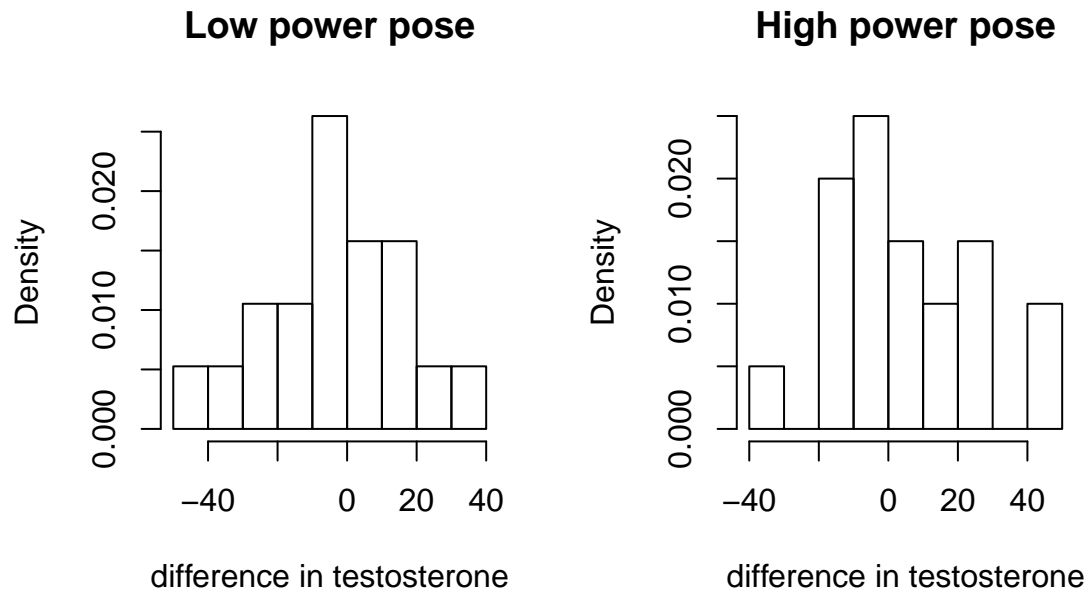 Low power pose
Density
0.000
0.010
0.020
−40
0
20
40
difference in testosterone
High power pose
Density
0.000
0.010
0.020
−40
0
20
40
difference in testosterone